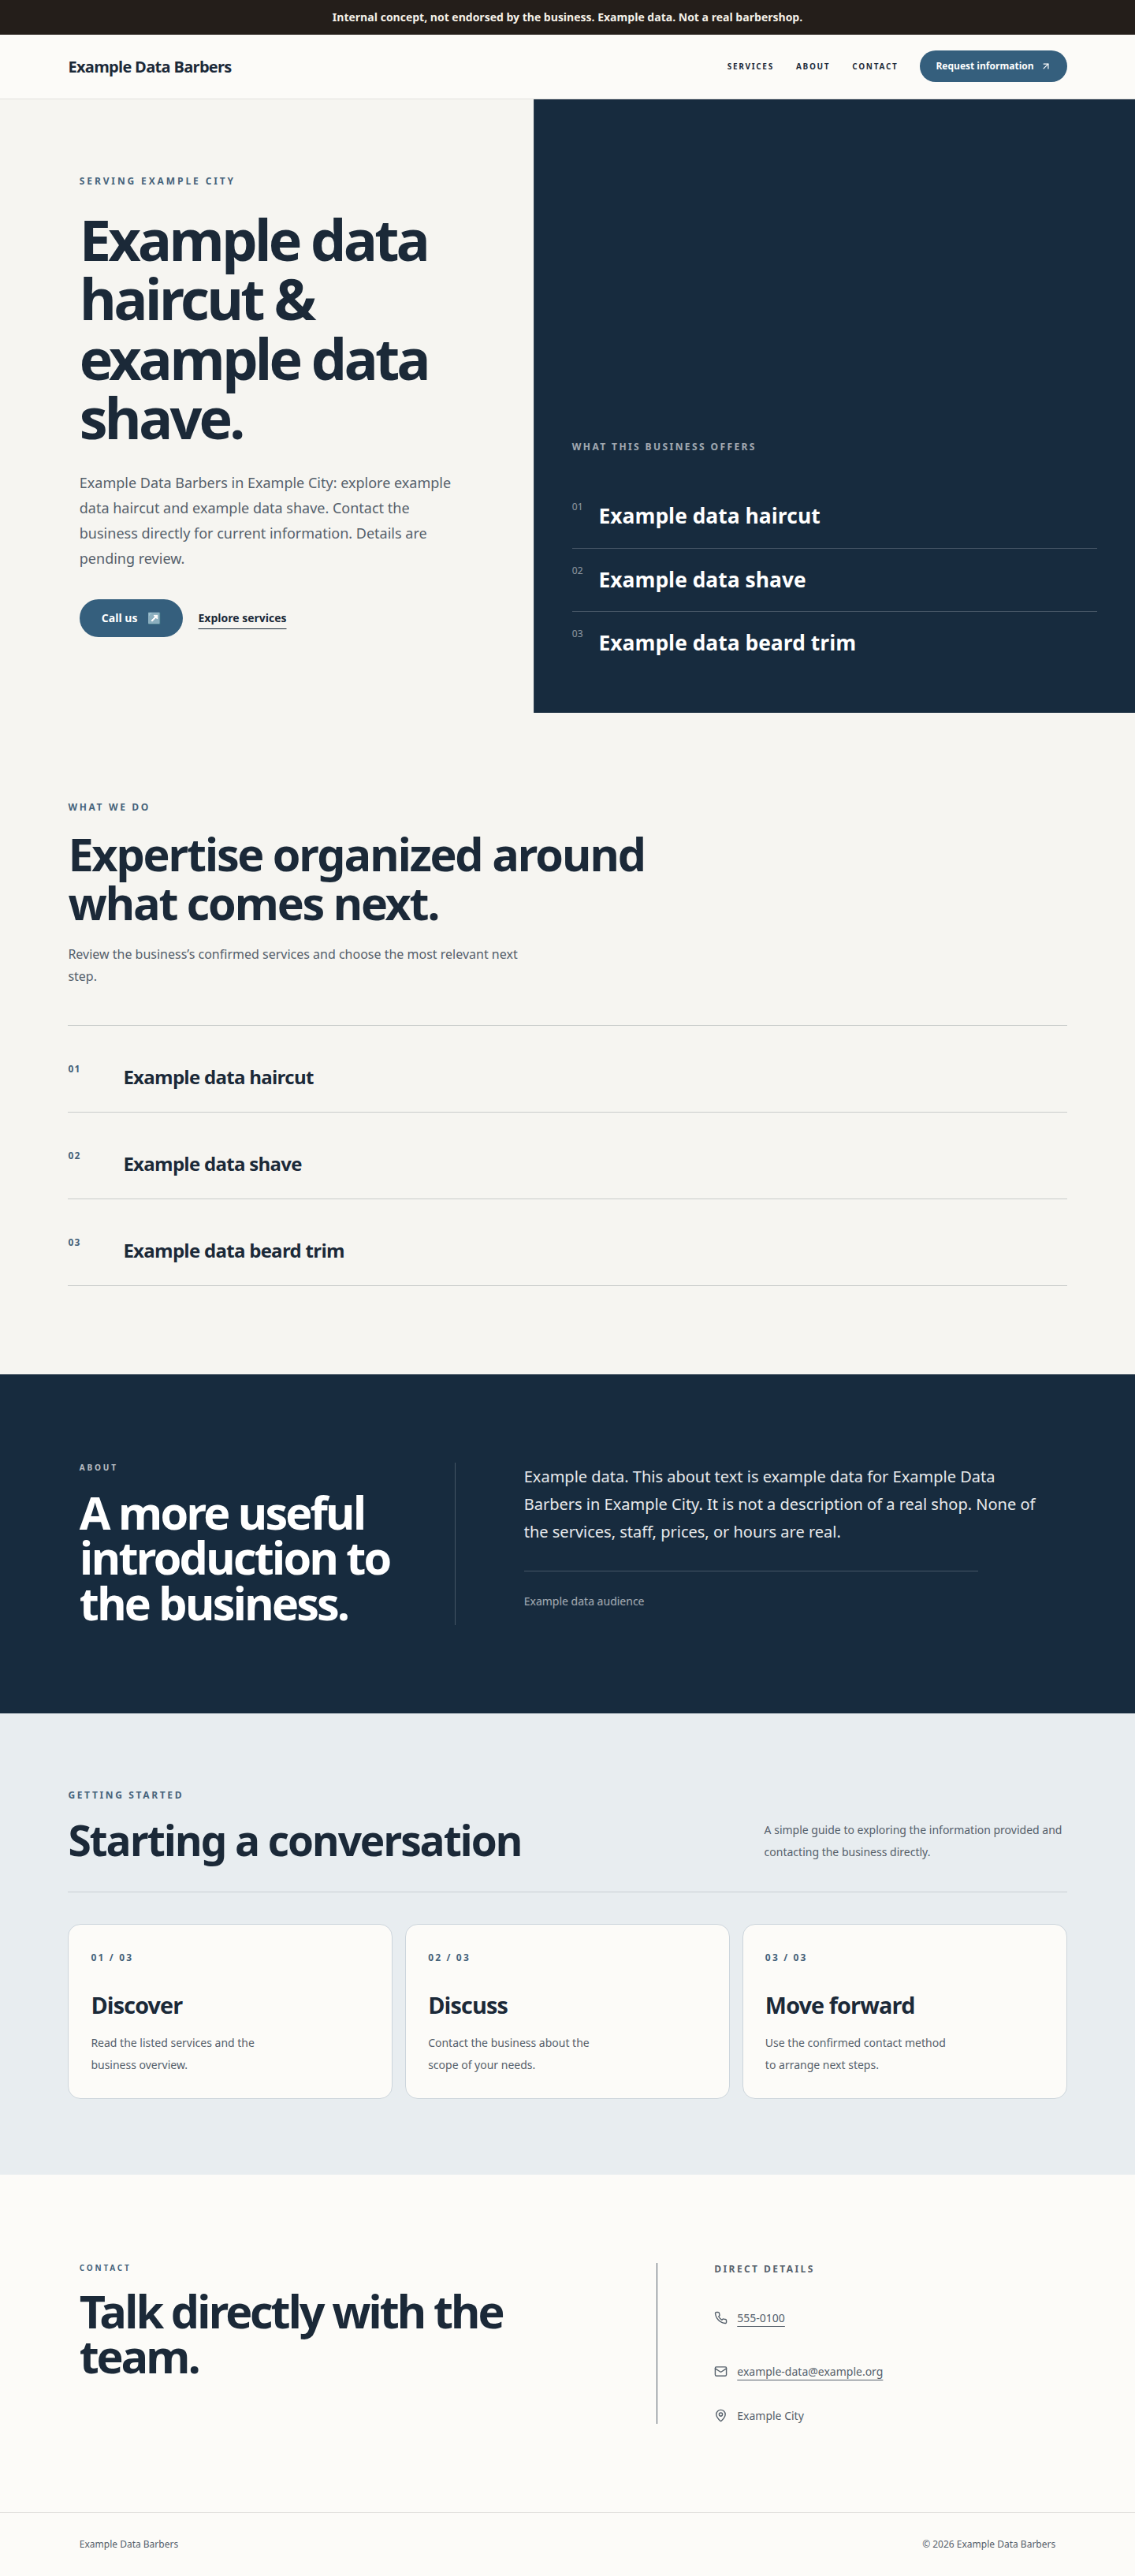 Internal concept, not endorsed by the business. Example data. Not a real barbershop.
Example Data Barbers
SERVICES
ABOUT
CONTACT
Request information
SERVING EXAMPLE CITY
Example data
haircut &
example data
shave.
Example Data Barbers in Example City: explore example
data haircut and example data shave. Contact the
business directly for current information. Details are
pending review.
Call us
Explore services
WHAT THIS BUSINESS OFFERS
01
Example data haircut
02
Example data shave
03
Example data beard trim
WHAT WE DO
Expertise organized around
what comes next.
Review the business's confirmed services and choose the most relevant next
step.
01
Example data haircut
02
Example data shave
03
Example data beard trim
ABOUT
A more useful
introduction to
the business.
Example data. This about text is example data for Example Data
Barbers in Example City. It is not a description of a real shop. None of
the services, staff, prices, or hours are real.
Example data audience
GETTING STARTED
Starting a conversation
A simple guide to exploring the information provided and
contacting the business directly.
01 / 03
Discover
Read the listed services and the
business overview.
02 / 03
Discuss
Contact the business about the
scope of your needs.
03 / 03
Move forward
Use the confirmed contact method
to arrange next steps.
CONTACT
Talk directly with the
team.
DIRECT DETAILS
555-0100
example-data@example.org
Example City
Example Data Barbers
© 2026 Example Data Barbers